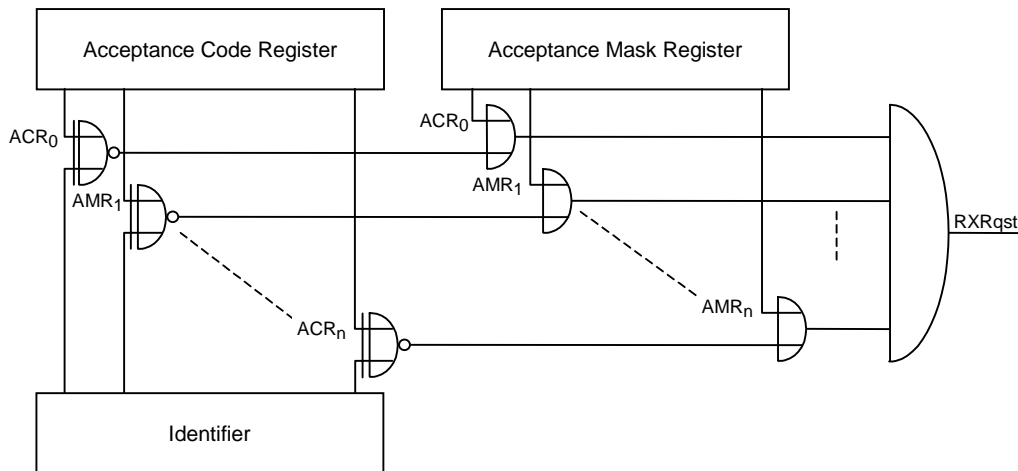 Acceptance Code Register
Acceptance Mask Register
ACR0
ACR0
AMR1
AMR1
RXRqst
ACRn
AMRn
Identifier